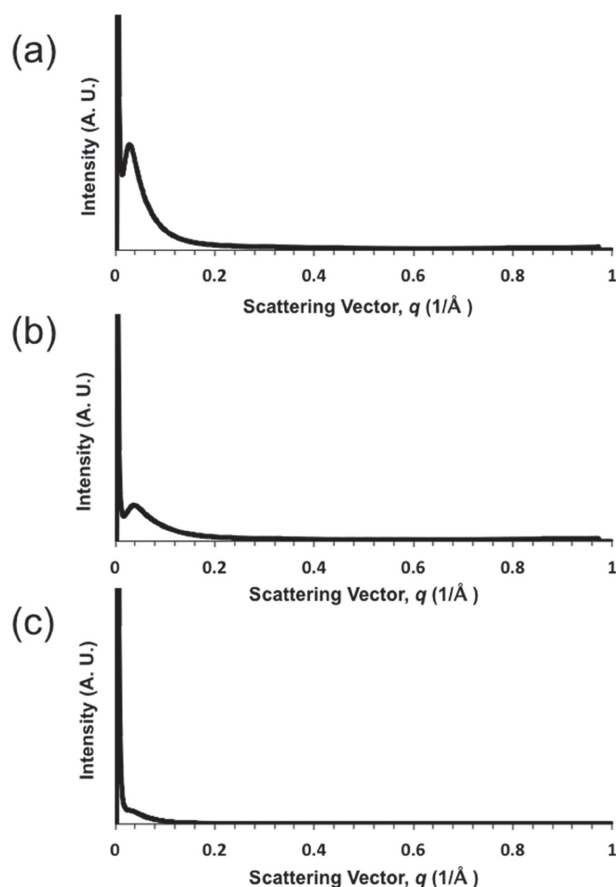 (a)
Intensity (A. U.)
0 0.2 0.4 0.6 0.8 1
Scattering Vector, q (1/Å )
(b)
Intensity (A. U.)
0 0.2 0.4 0.6 0.8 1
Scattering Vector, q (1/Å )
(c)
Intensity (A. U.)
0 0.2 0.4 0.6 0.8 1
Scattering Vector, q (1/Å )